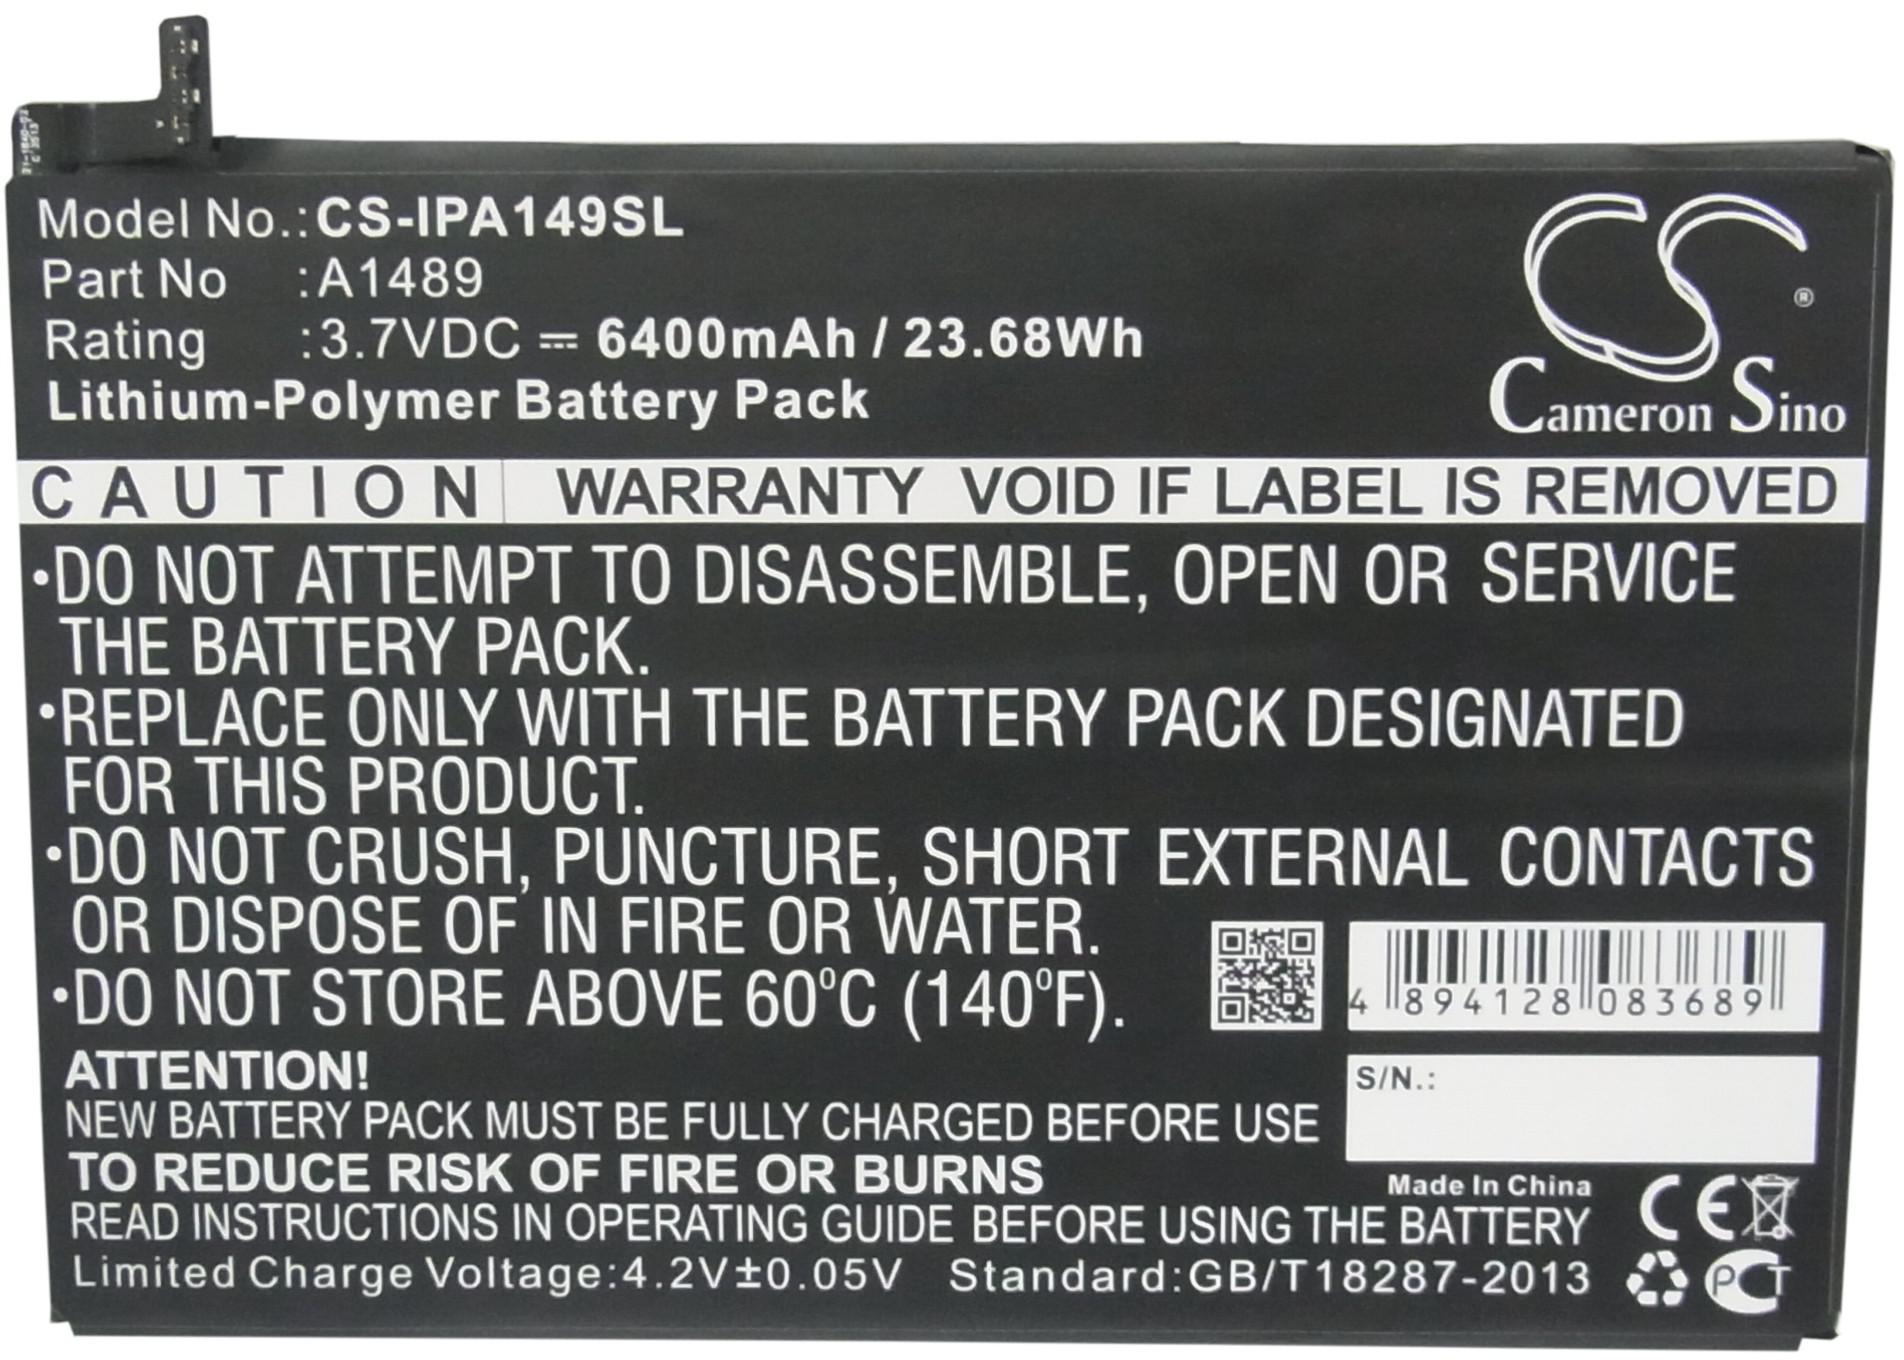 Model No.:CS-IPA149SL
Part No :A1489
Rating :3.7VDC ⎓ 6400mAh / 23.68Wh
Lithium-Polymer Battery Pack
CS ®
Cameron Sino
CAUTION WARRANTY VOID IF LABEL IS REMOVED
•DO NOT ATTEMPT TO DISASSEMBLE, OPEN OR SERVICE
THE BATTERY PACK.
•REPLACE ONLY WITH THE BATTERY PACK DESIGNATED
FOR THIS PRODUCT.
•DO NOT CRUSH, PUNCTURE, SHORT EXTERNAL CONTACTS
OR DISPOSE OF IN FIRE OR WATER.
•DO NOT STORE ABOVE 60°C (140°F).
4 894128 083689
S/N.:
ATTENTION!
NEW BATTERY PACK MUST BE FULLY CHARGED BEFORE USE
TO REDUCE RISK OF FIRE OR BURNS
Made In China
READ INSTRUCTIONS IN OPERATING GUIDE BEFORE USING THE BATTERY
Limited Charge Voltage:4.2V±0.05V Standard:GB/T18287-2013
CE
PCT